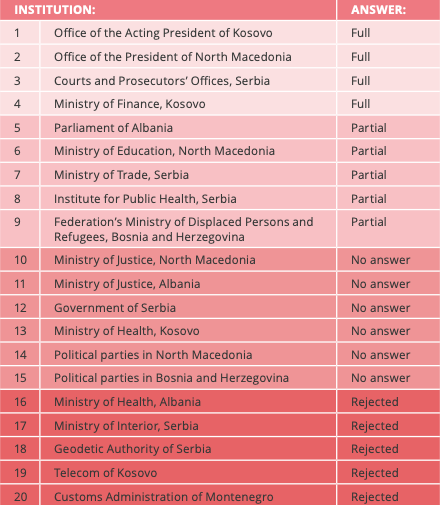 INSTITUTION: ANSWER:
1 Office of the Acting President of Kosovo Full
2 Office of the President of North Macedonia Full
3 Courts and Prosecutors’ Offices, Serbia Full
4 Ministry of Finance, Kosovo Full
5 Parliament of Albania Partial
6 Ministry of Education, North Macedonia Partial
7 Ministry of Trade, Serbia Partial
8 Institute for Public Health, Serbia Partial
9 Federation’s Ministry of Displaced Persons and Partial
Refugees, Bosnia and Herzegovina
10 Ministry of Justice, North Macedonia No answer
11 Ministry of Justice, Albania No answer
12 Government of Serbia No answer
13 Ministry of Health, Kosovo No answer
14 Political parties in North Macedonia No answer
15 Political parties in Bosnia and Herzegovina No answer
16 Ministry of Health, Albania Rejected
17 Ministry of Interior, Serbia Rejected
18 Geodetic Authority of Serbia Rejected
19 Telecom of Kosovo Rejected
20 Customs Administration of Montenegro Rejected